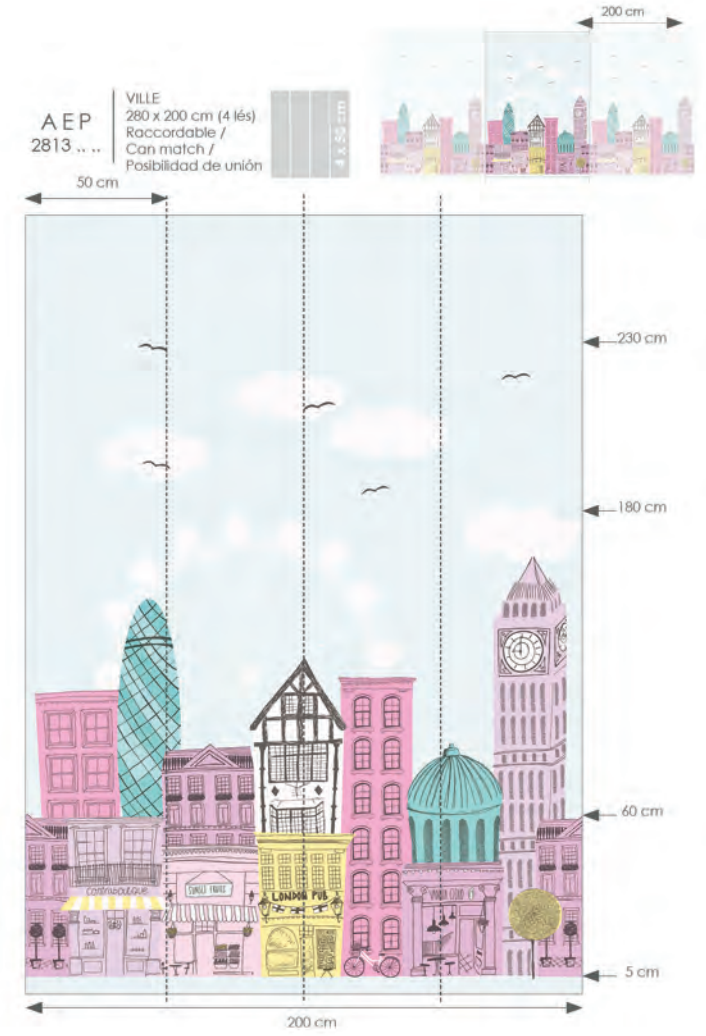 200 cm
AEP
2813 .. ..
VILLE
280 x 200 cm (4 lés)
Raccordable /
Can match /
Posibilidad de unión
4 x 50 cm
50 cm
230 cm
180 cm
60 cm
LONDON PUB
5 cm
200 cm